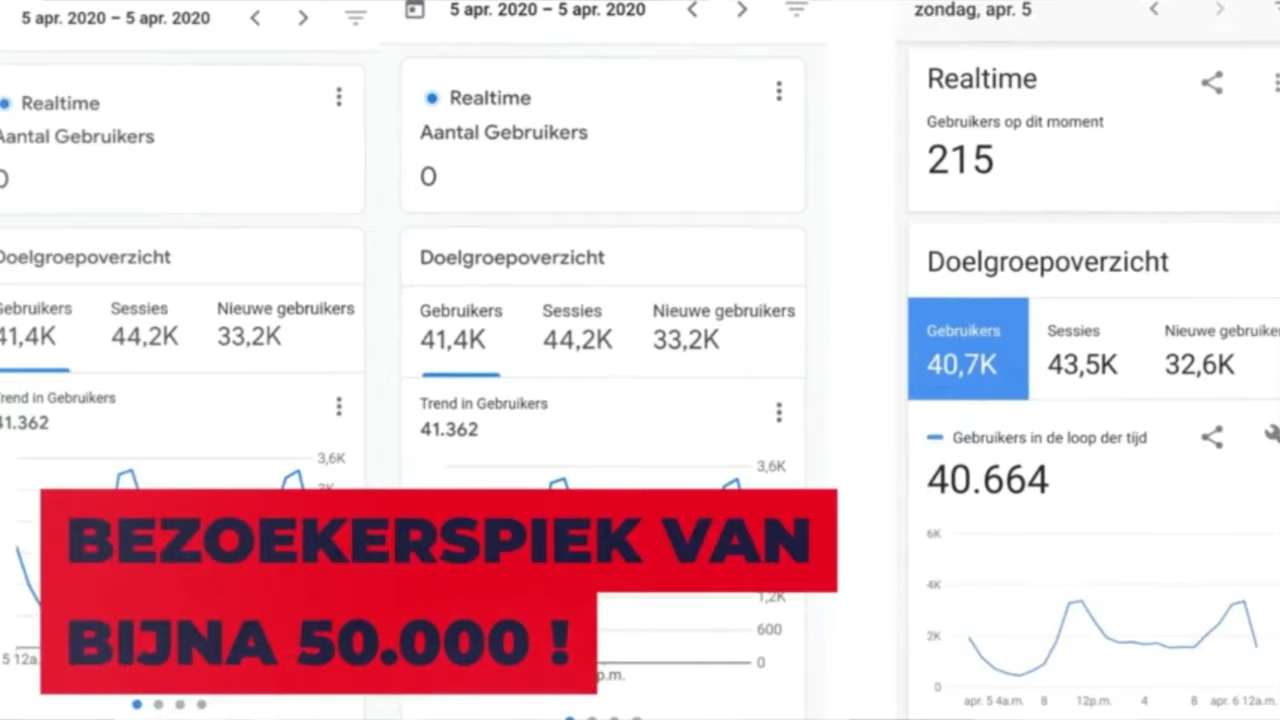 5 apr. 2020 – 5 apr. 2020
Realtime
Aantal Gebruikers
0
Doelgroepoverzicht
Gebruikers Sessies Nieuwe gebruikers
41,4K 44,2K 33,2K
Trend in Gebruikers
41.362
3,6K
5 12a.
5 apr. 2020 – 5 apr. 2020
Realtime
Aantal Gebruikers
0
Doelgroepoverzicht
Gebruikers Sessies Nieuwe gebruikers
41,4K 44,2K 33,2K
Trend in Gebruikers
41.362
3,6K
1,2K
600
0
p.m.
zondag, apr. 5
Realtime
Gebruikers op dit moment
215
Doelgroepoverzicht
Gebruikers Sessies Nieuwe gebruiker
40,7K 43,5K 32,6K
Gebruikers in de loop der tijd
40.664
6K
4K
2K
0
apr. 5 4a.m. 8 12p.m. 4 8 apr. 6 12a.m.
BEZOEKERSPIEK VAN
BIJNA 50.000 !